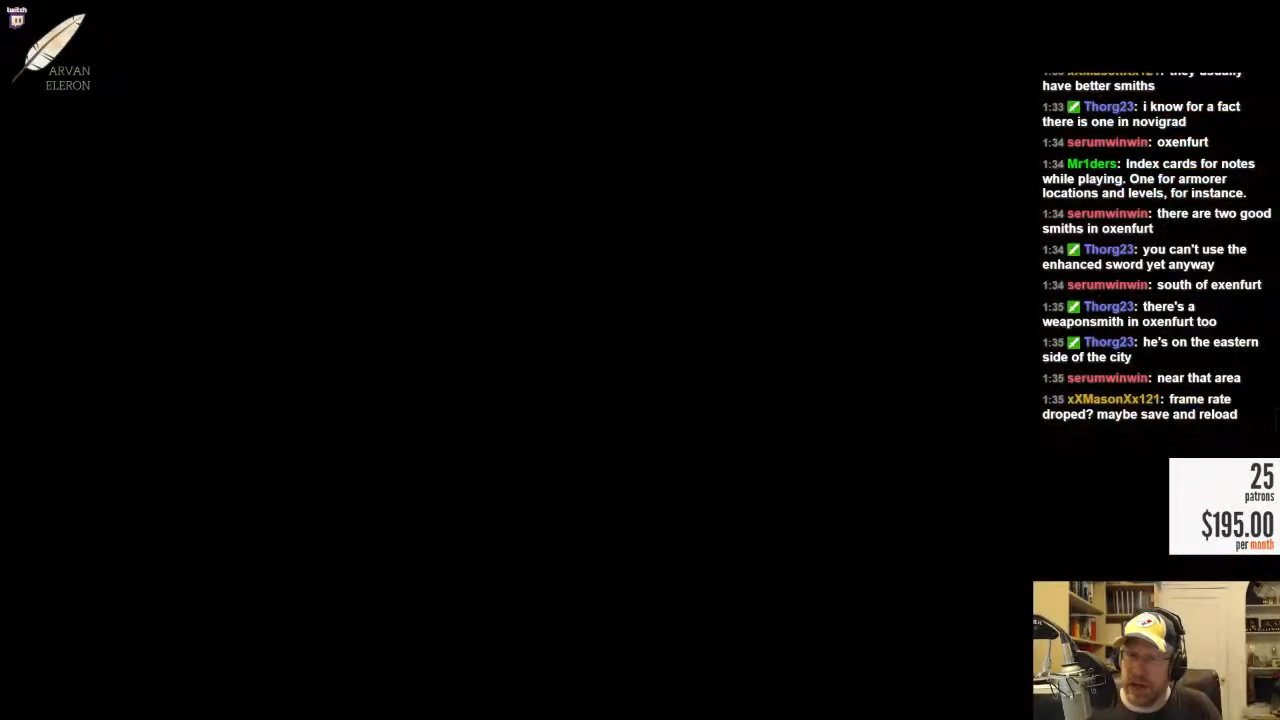 twitch
ARVAN
ELERON
have better smiths
1:33 Thorg23: i know for a fact
there is one in novigrad
1:34 serumwinwin: oxenfurt
1:34 Mr1ders: Index cards for notes
while playing. One for armorer
locations and levels, for instance.
1:34 serumwinwin: there are two good
smiths in oxenfurt
1:34 Thorg23: you can't use the
enhanced sword yet anyway
1:34 serumwinwin: south of exenfurt
1:35 Thorg23: there's a
weaponsmith in oxenfurt too
1:35 Thorg23: he's on the eastern
side of the city
1:35 serumwinwin: near that area
1:35 xXMasonXx121: frame rate
droped? maybe save and reload
25
patrons
$195.00
per month